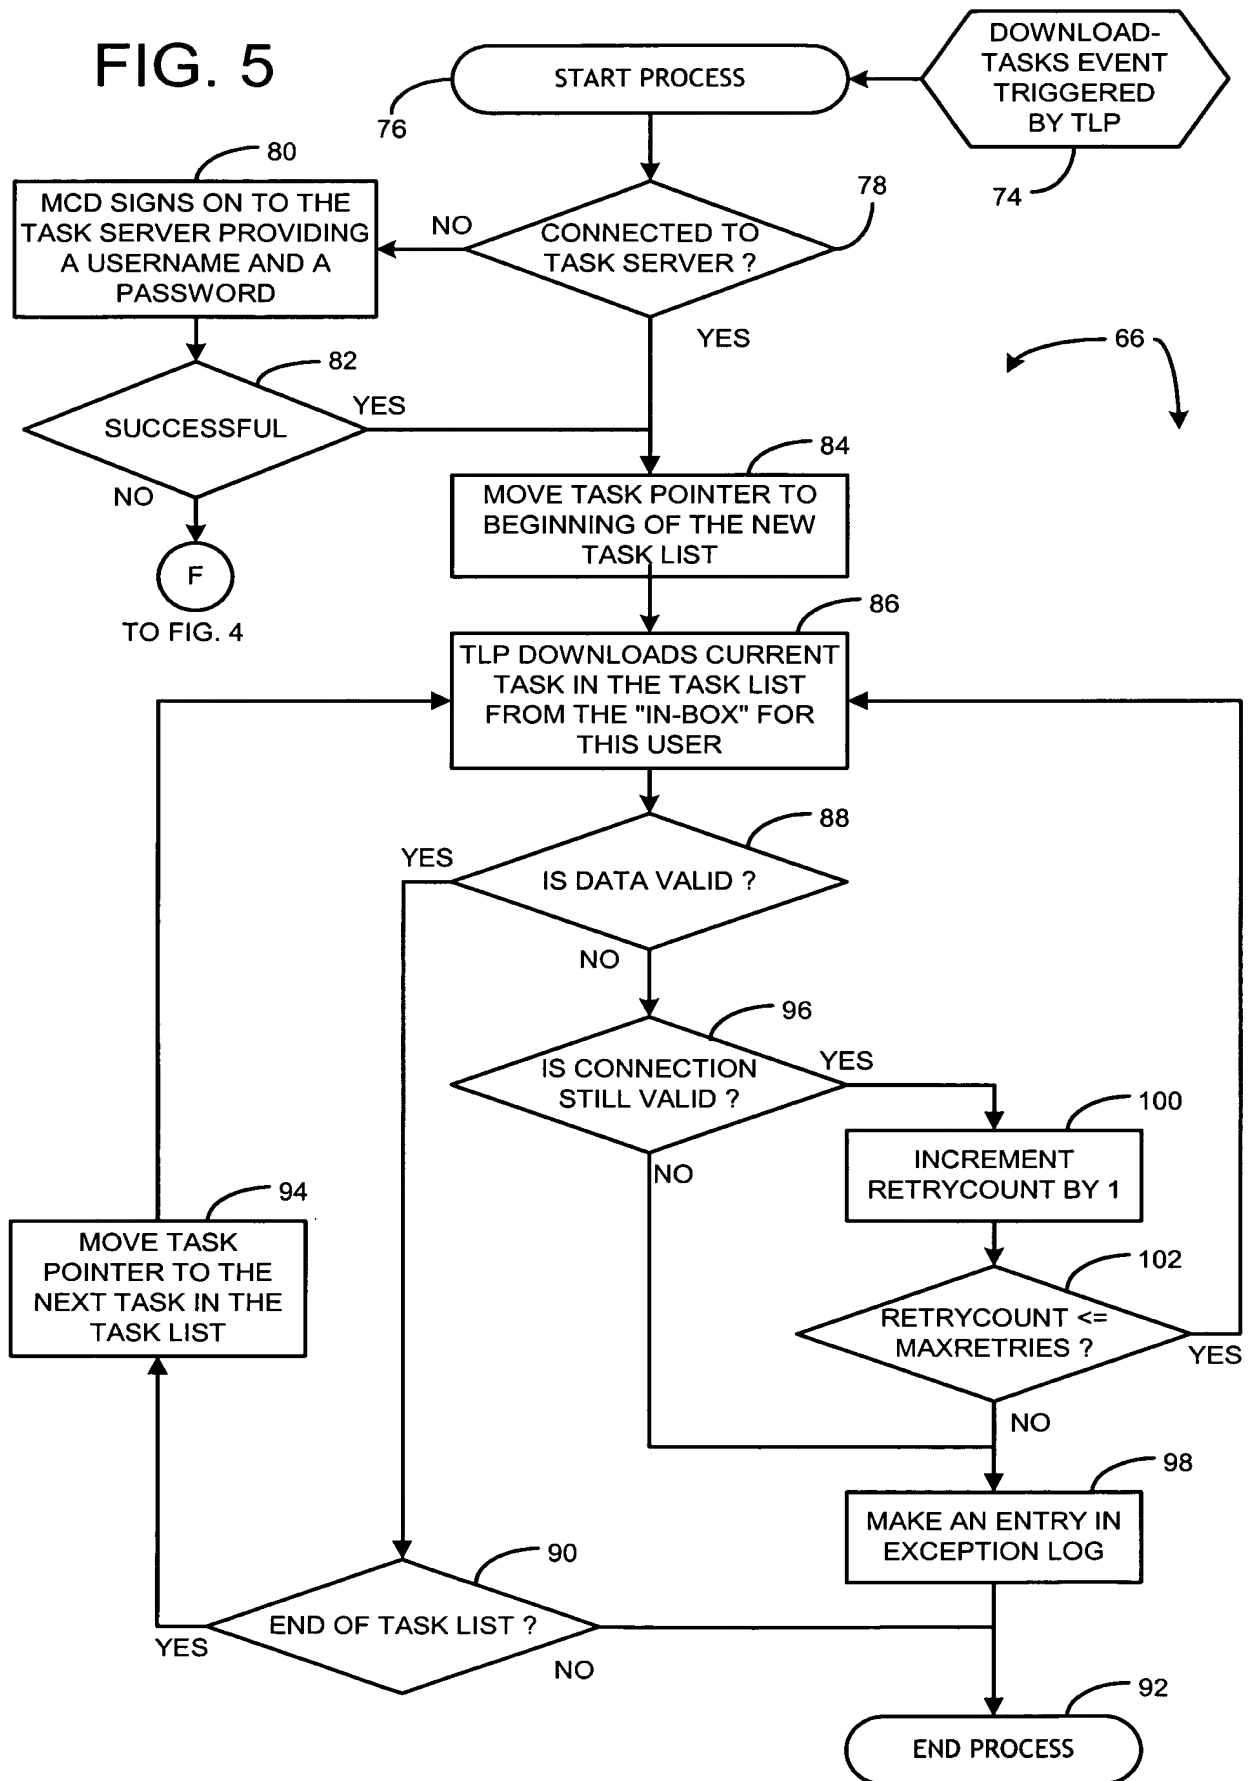 FIG. 5
START PROCESS
76
DOWNLOAD-
TASKS EVENT
TRIGGERED
BY TLP
74
80
MCD SIGNS ON TO THE
TASK SERVER PROVIDING
A USERNAME AND A
PASSWORD
NO
CONNECTED TO
TASK SERVER ?
78
YES
66
82
SUCCESSFUL
YES
NO
F
TO FIG. 4
84
MOVE TASK POINTER TO
BEGINNING OF THE NEW
TASK LIST
86
TLP DOWNLOADS CURRENT
TASK IN THE TASK LIST
FROM THE "IN-BOX" FOR
THIS USER
88
YES
IS DATA VALID ?
NO
96
IS CONNECTION
STILL VALID ?
YES
NO
100
INCREMENT
RETRYCOUNT BY 1
94
MOVE TASK
POINTER TO THE
NEXT TASK IN THE
TASK LIST
102
RETRYCOUNT <=
MAXRETRIES ?
YES
NO
98
MAKE AN ENTRY IN
EXCEPTION LOG
90
END OF TASK LIST ?
YES
NO
92
END PROCESS